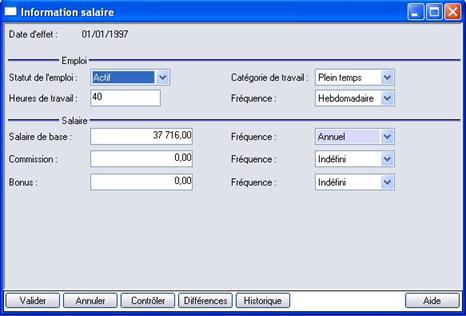 Information salaire
Date d'effet : 01/01/1997
Emploi
Statut de l'emploi : Actif Catégorie de travail : Plein temps
Heures de travail : 40 Fréquence : Hebdomadaire
Salaire
Salaire de base : 37 716,00 Fréquence : Annuel
Commission : 0,00 Fréquence : Indéfini
Bonus : 0,00 Fréquence : Indéfini
Valider Annuler Contrôler Différences Historique Aide